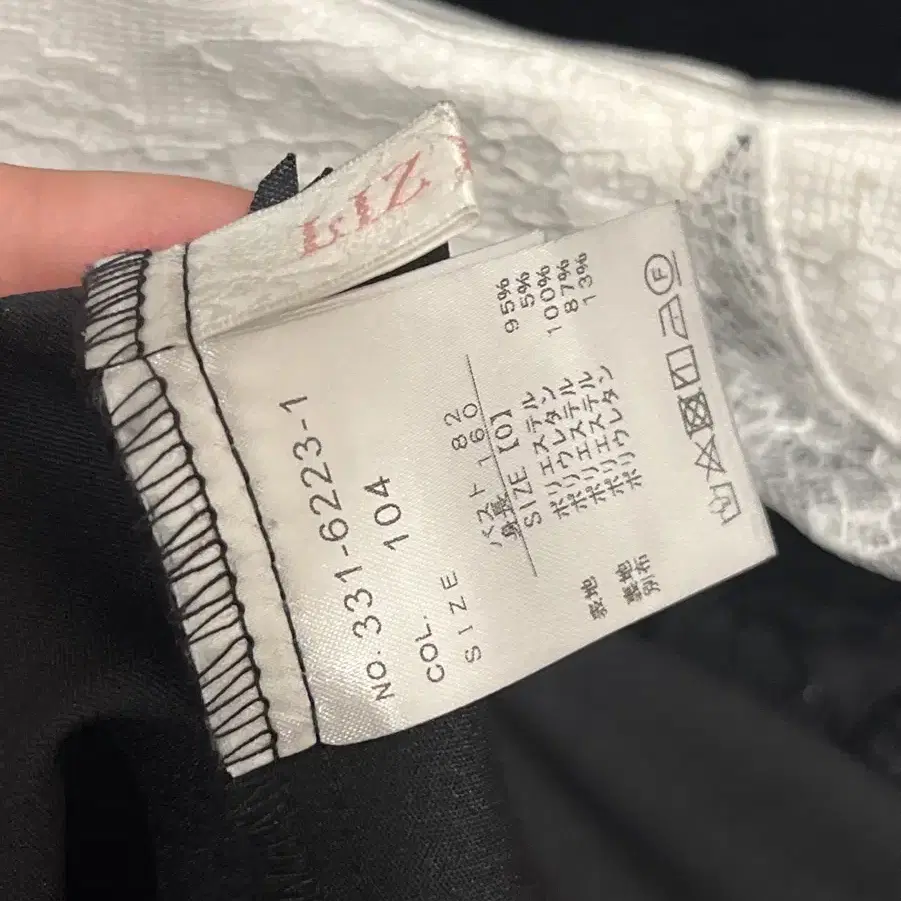 NO. 331-6223-1
COL. 104
SIZE バスト 82
身長 160
SIZE [0]
表地 ポリエステル 95%
ポリウレタン 5%
裏地 ポリエステル 100%
別布 ポリエステル 87%
ポリウレタン 13%
F